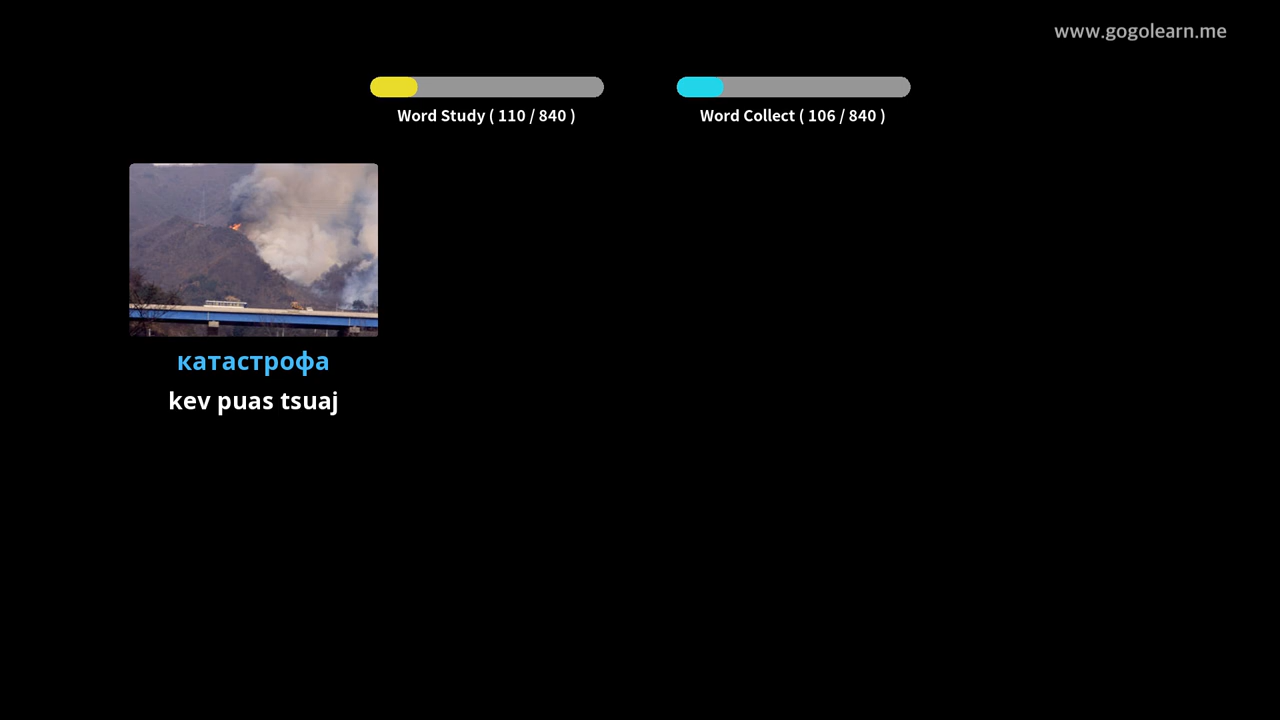 www.gogolearn.me
Word Study ( 110 / 840 )
Word Collect ( 106 / 840 )
катастрофа
kev puas tsuaj